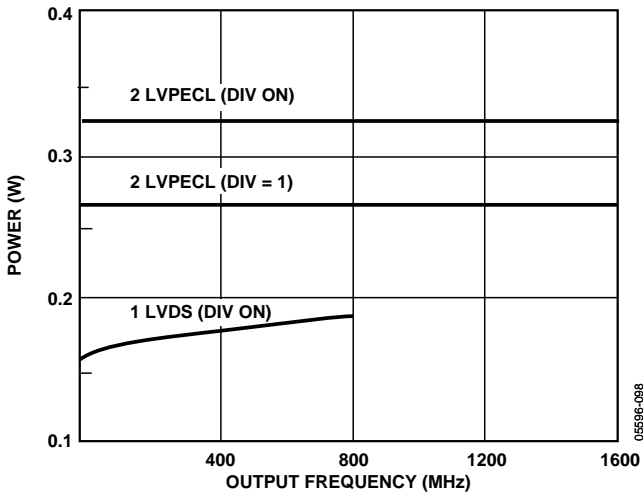 0.4
2 LVPECL (DIV ON)
0.3
2 LVPECL (DIV = 1)
POWER (W)
0.2
1 LVDS (DIV ON)
0.1
400 800 1200 1600
OUTPUT FREQUENCY (MHz)
05596-098